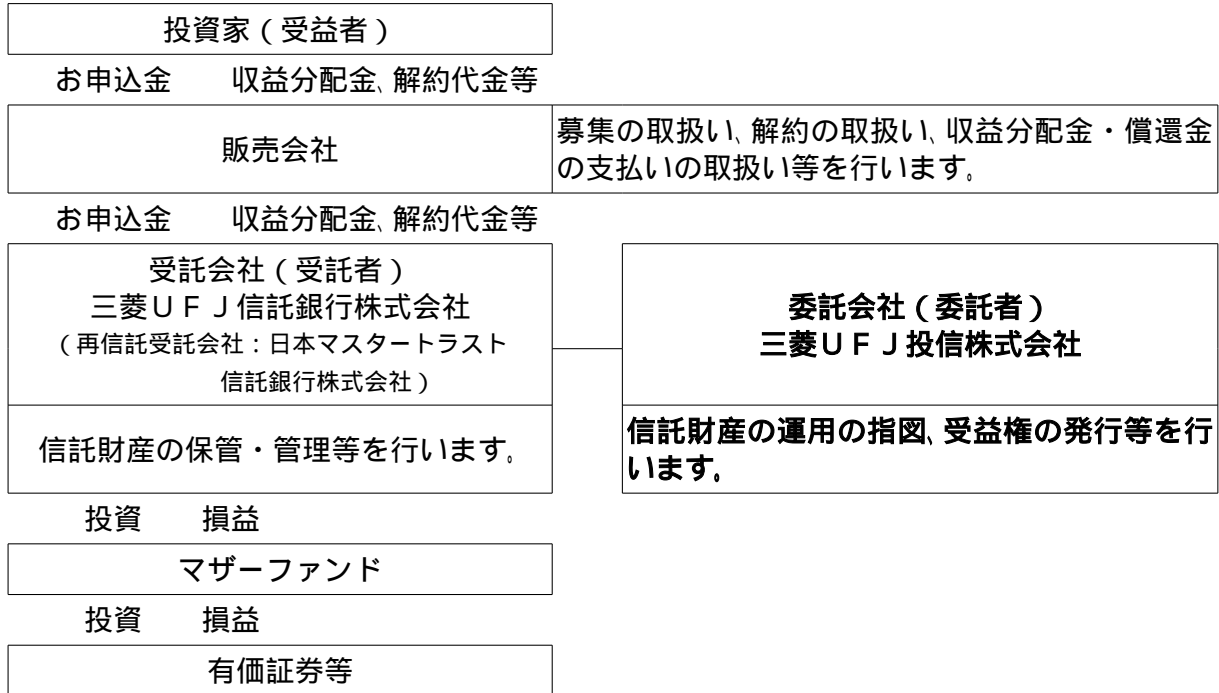 投資家(受益者)
お申込金　　収益分配金、解約代金等
販売会社
募集の取扱い、解約の取扱い、収益分配金・償還金
の支払いの取扱い等を行います。
お申込金　　収益分配金、解約代金等
受託会社(受託者)
三菱UFJ信託銀行株式会社
(再信託受託会社:日本マスタートラスト
信託銀行株式会社)
委託会社(委託者)
三菱UFJ投信株式会社
信託財産の保管・管理等を行います。
信託財産の運用の指図、受益権の発行等を行
います。
投資　　損益
マザーファンド
投資　　損益
有価証券等